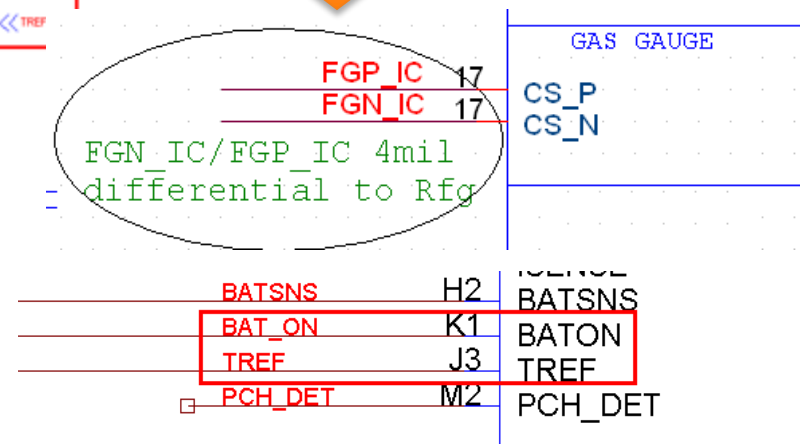 TREF
GAS GAUGE
FGP_IC 17 CS_P
FGN_IC 17 CS_N
FGN_IC/FGP_IC 4mil
differential to Rfg
BATSNS H2 BATSNS
BAT_ON K1 BATON
TREF J3 TREF
PCH_DET M2 PCH_DET